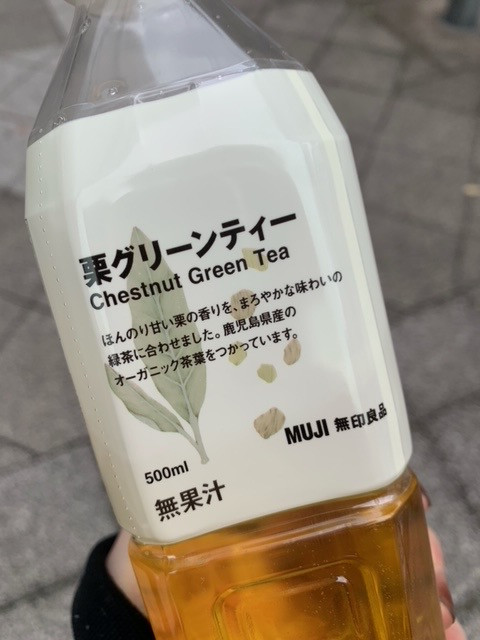 栗グリーンティー
Chestnut Green Tea
ほんのり甘い栗の香りを、まろやかな味わいの
緑茶に合わせました。鹿児島県産の
オーガニック茶葉をつかっています。
MUJI 無印良品
500ml
無果汁